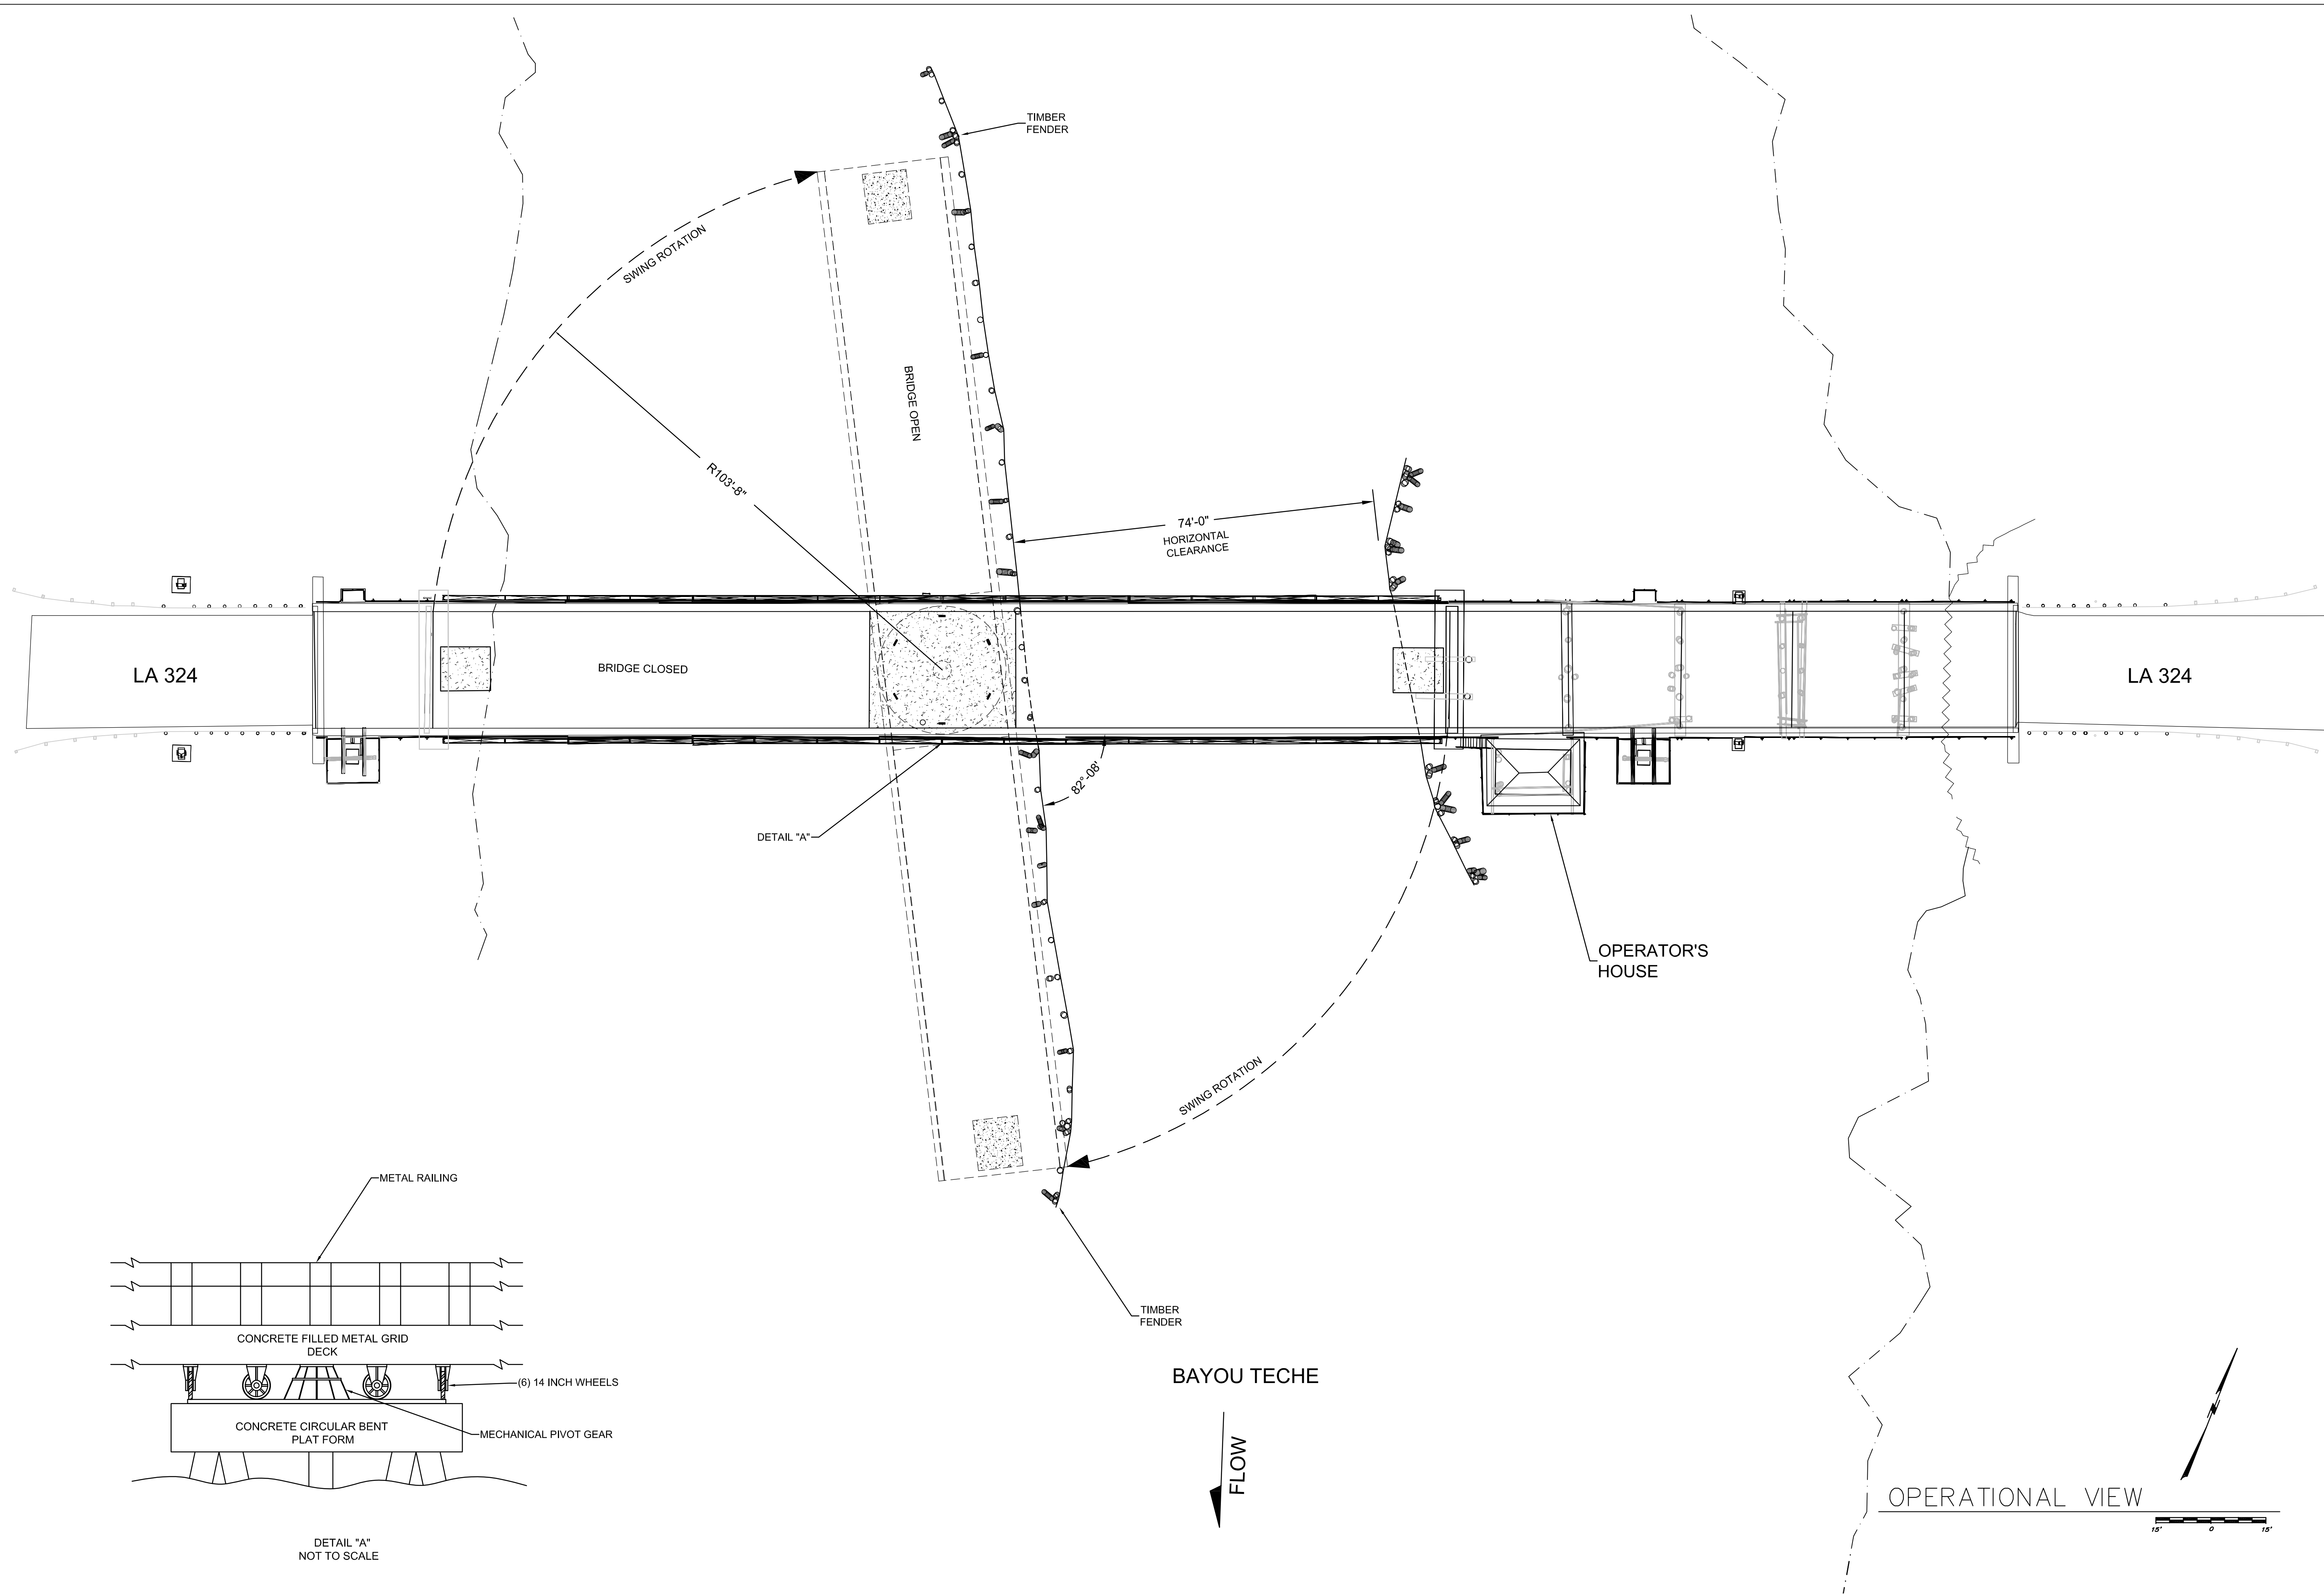 TIMBER
FENDER
SWING ROTATION
BRIDGE OPEN
R103'-8"
74'-0"
HORIZONTAL
CLEARANCE
LA 324
BRIDGE CLOSED
LA 324
82°-08'
DETAIL "A"
OPERATOR'S
HOUSE
SWING ROTATION
METAL RAILING
TIMBER
FENDER
CONCRETE FILLED METAL GRID
DECK
(6) 14 INCH WHEELS
CONCRETE CIRCULAR BENT
PLAT FORM
MECHANICAL PIVOT GEAR
DETAIL "A"
NOT TO SCALE
BAYOU TECHE
FLOW
OPERATIONAL VIEW
15' 0 15'